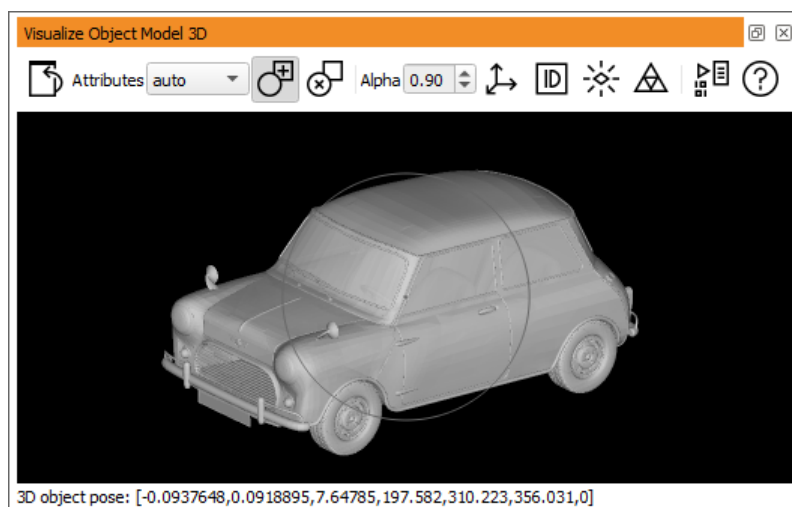 Visualize Object Model 3D
Attributes auto Alpha 0.90 ID ?
3D object pose: [-0.0937648,0.0918895,7.64785,197.582,310.223,356.031,0]